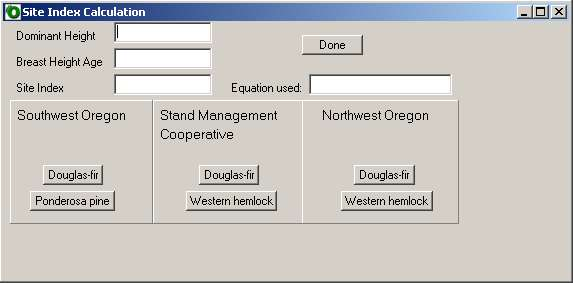 Site Index Calculation
Dominant Height
Done
Breast Height Age
Site Index
Equation used:
Southwest Oregon
Stand Management
Cooperative
Northwest Oregon
Douglas-fir
Douglas-fir
Douglas-fir
Ponderosa pine
Western hemlock
Western hemlock